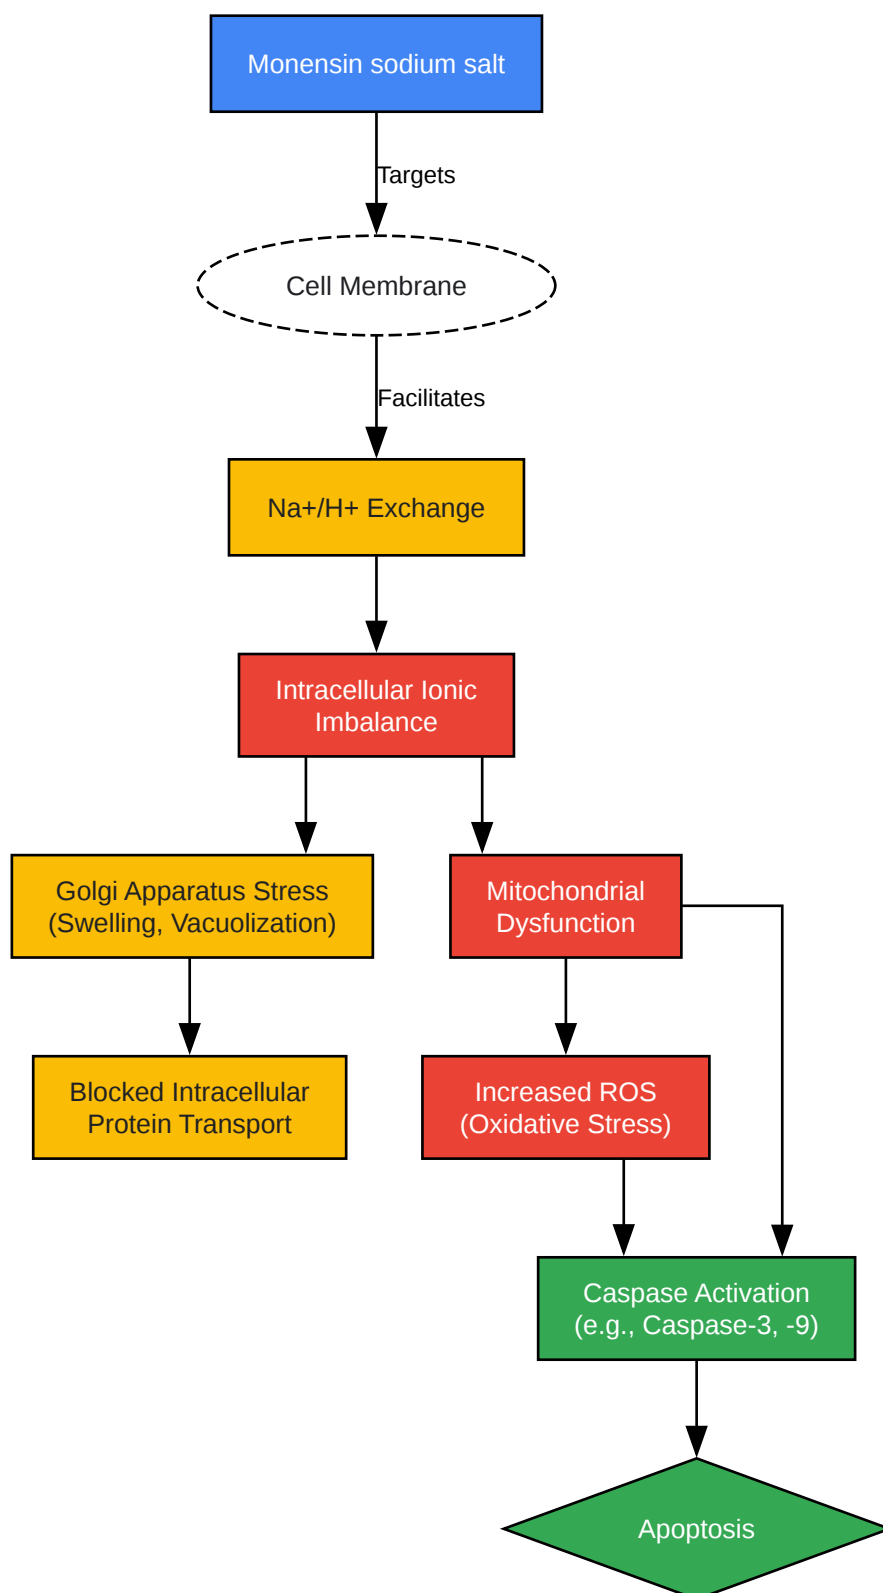 Monensin sodium salt
Targets
Cell Membrane
Facilitates
Na+/H+ Exchange
Intracellular Ionic
Imbalance
Golgi Apparatus Stress
(Swelling, Vacuolization)
Mitochondrial
Dysfunction
Blocked Intracellular
Protein Transport
Increased ROS
(Oxidative Stress)
Caspase Activation
(e.g., Caspase-3, -9)
Apoptosis